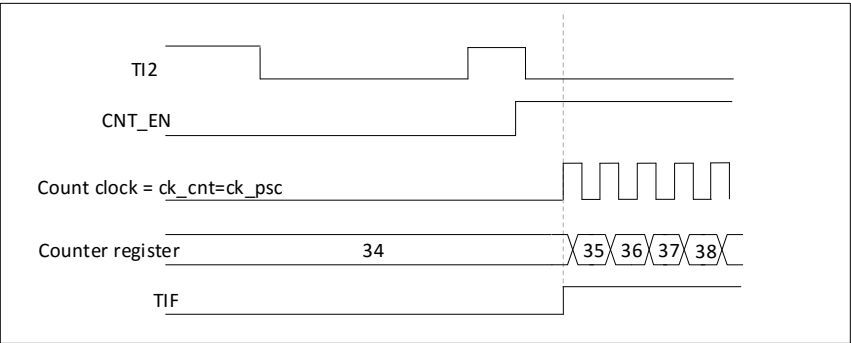 TI2
CNT_EN
Count clock = ck_cnt=ck_psc
Counter register 34 35 36 37 38
TIF